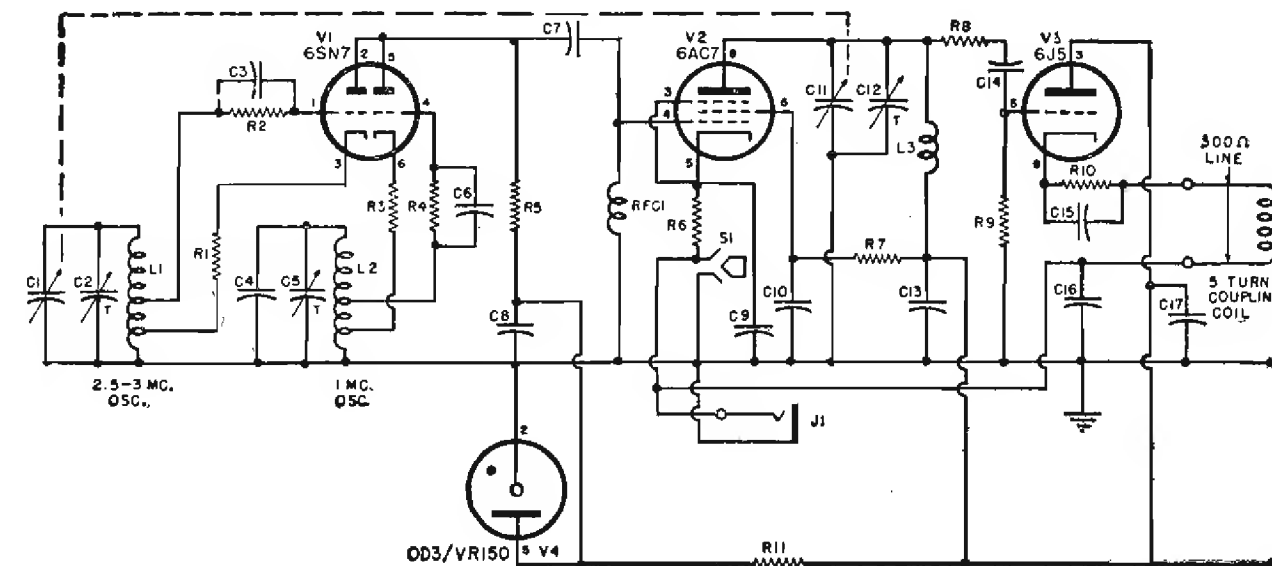 C7
V1
6SN7
2
5
C3
R2
1
4
3
6
R3
R4
C6
R5
R1
C1
C2
T
L1
C4
C5
T
L2
C8
2.5-3 MC.
OSC.,
1 MC.
OSC.
V2
6AC7
8
3
4
6
5
RFC1
R6
S1
C9
C10
R7
C11
C12
T
L3
C13
R8
C14
R9
V3
6J5
3
5
8
R10
C15
300Ω
LINE
C16
5 TURN
COUPLIN
COIL
C17
J1
2
OD3/VR150
5
V4
R11